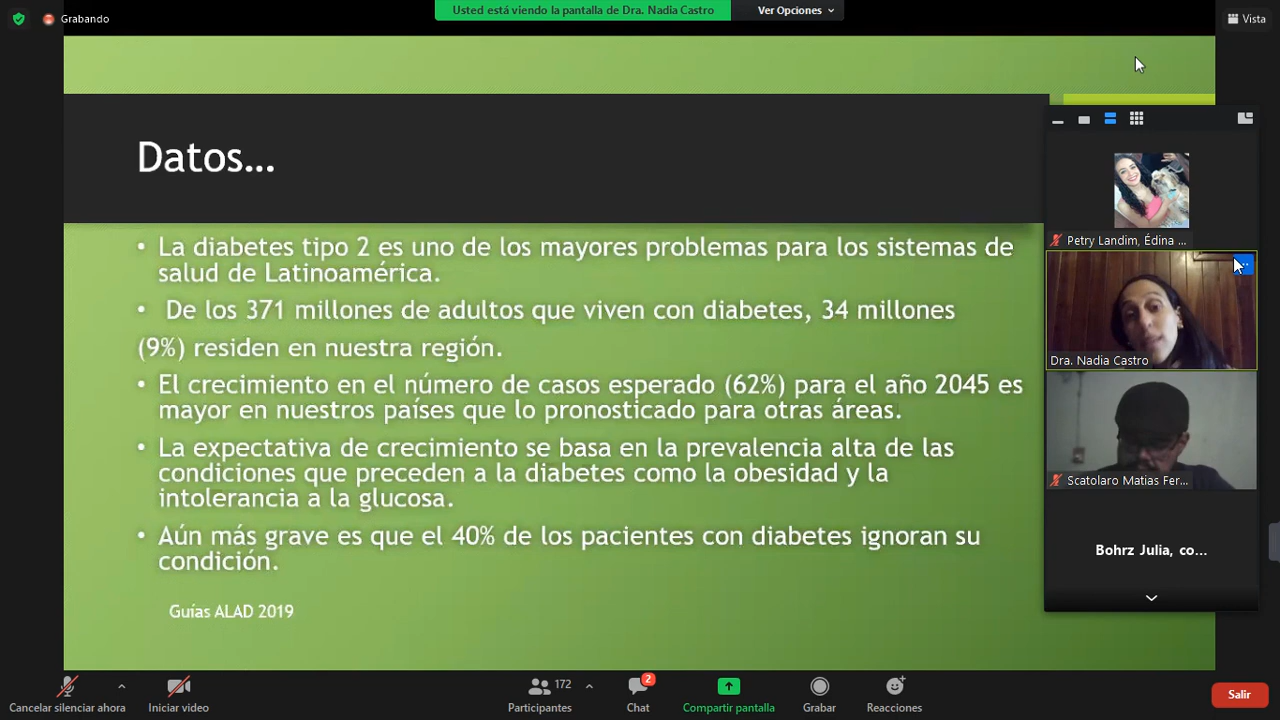 Grabando
Usted está viendo la pantalla de Dra. Nadia Castro
Ver Opciones
Vista
Datos...
• La diabetes tipo 2 es uno de los mayores problemas para los sistemas de
salud de Latinoamérica.
• De los 371 millones de adultos que viven con diabetes, 34 millones
(9%) residen en nuestra región.
• El crecimiento en el número de casos esperado (62%) para el año 2045 es
mayor en nuestros países que lo pronosticado para otras áreas.
• La expectativa de crecimiento se basa en la prevalencia alta de las
condiciones que preceden a la diabetes como la obesidad y la
intolerancia a la glucosa.
• Aún más grave es que el 40% de los pacientes con diabetes ignoran su
condición.
Guías ALAD 2019
Petry Landim, Édina ...
Dra. Nadia Castro
Scatolaro Matias Fer...
Bohrz Julia, co...
Cancelar silenciar ahora
Iniciar video
172
Participantes
2
Chat
Compartir pantalla
Grabar
Reacciones
Salir